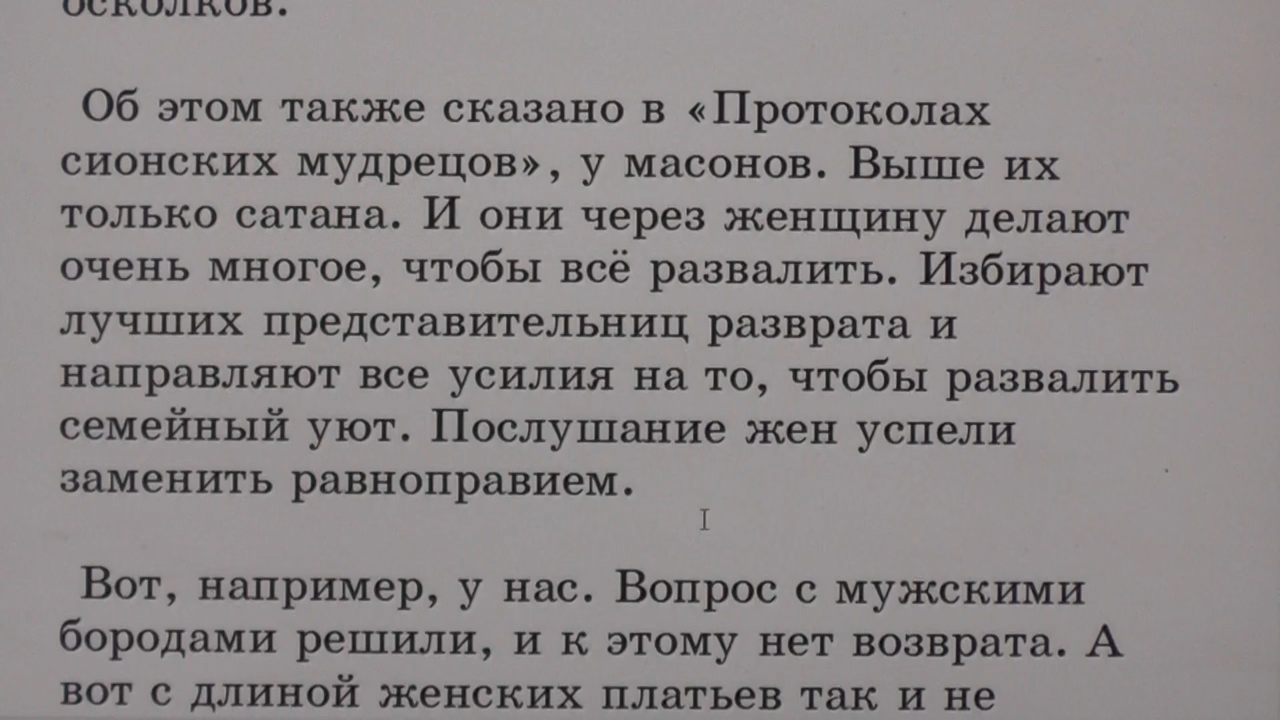 осколков.
Об этом также сказано в «Протоколах
сионских мудрецов», у масонов. Выше их
только сатана. И они через женщину делают
очень многое, чтобы всё развалить. Избирают
лучших представительниц разврата и
направляют все усилия на то, чтобы развалить
семейный уют. Послушание жен успели
заменить равноправием.
Вот, например, у нас. Вопрос с мужскими
бородами решили, и к этому нет возврата. А
вот с длиной женских платьев так и не